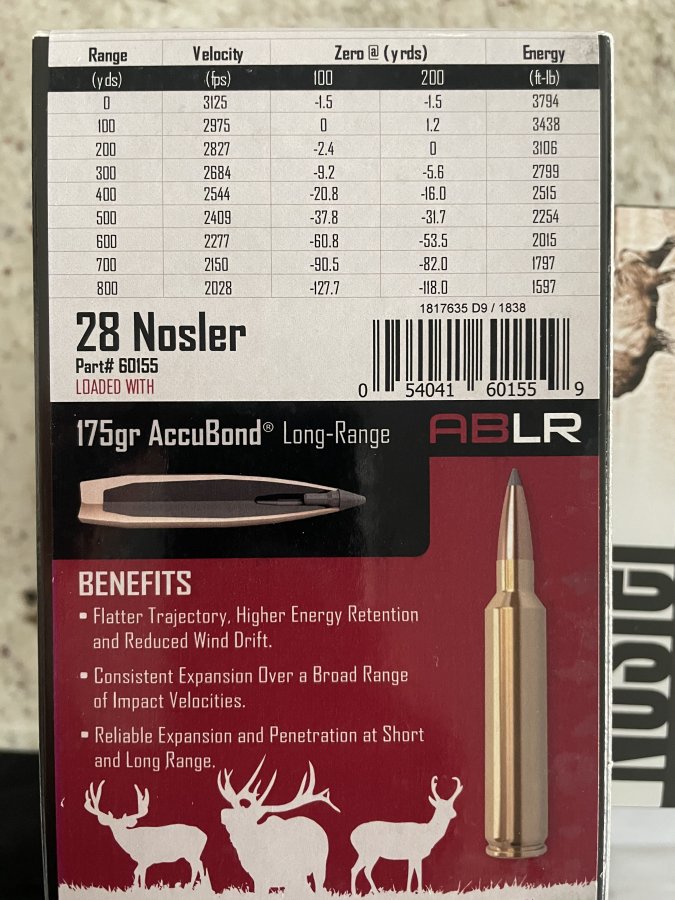 Range Velocity Zero @ (yrds) Energy
(yds) (fps) 100 200 (ft-lb)
0 3125 -1.5 -1.5 3794
100 2975 0 1.2 3438
200 2827 -2.4 0 3106
300 2684 -9.2 -5.6 2799
400 2544 -20.8 -16.0 2515
500 2409 -37.8 -31.7 2254
600 2277 -60.8 -53.5 2015
700 2150 -90.5 -82.0 1797
800 2028 -127.7 -118.0 1597
1817635 D9 / 1838
28 Nosler
Part# 60155
LOADED WITH
0 54041 60155 9
175gr AccuBond® Long-Range
ABLR
BENEFITS
• Flatter Trajectory, Higher Energy Retention
and Reduced Wind Drift.
• Consistent Expansion Over a Broad Range
of Impact Velocities.
• Reliable Expansion and Penetration at Short
and Long Range.